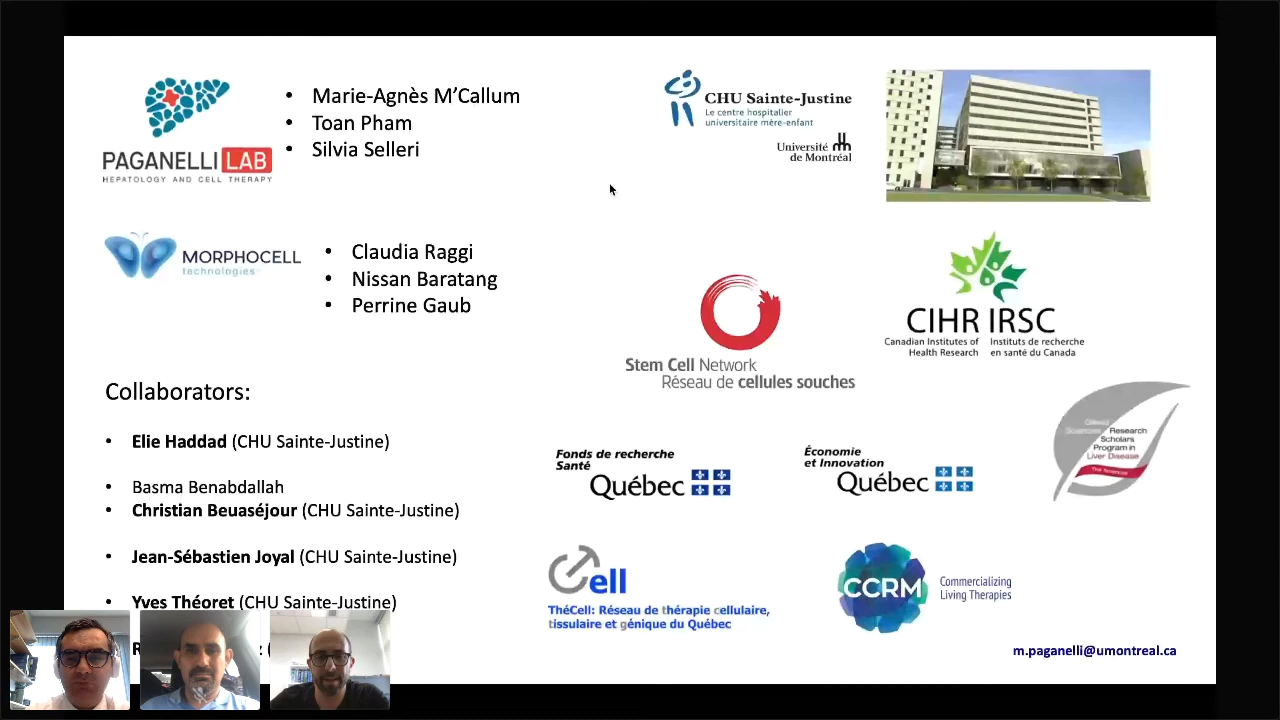 PAGANELLI LAB
HEPATOLOGY AND CELL THERAPY
• Marie-Agnès M’Callum
• Toan Pham
• Silvia Selleri
CHU Sainte-Justine
Le centre hospitalier
universitaire mère-enfant
Université
de Montréal
MORPHOCELL
technologies
• Claudia Raggi
• Nissan Baratang
• Perrine Gaub
Stem Cell Network
Réseau de cellules souches
CIHR IRSC
Canadian Institutes of
Health Research
Instituts de recherche
en santé du Canada
Collaborators:
• Elie Haddad (CHU Sainte-Justine)
• Basma Benabdallah
• Christian Beuaséjour (CHU Sainte-Justine)
• Jean-Sébastien Joyal (CHU Sainte-Justine)
• Yves Théoret (CHU Sainte-Justine)
Fonds de recherche
Santé
Québec
Économie
et Innovation
Québec
Sciences Research
Scholars
Program in
Liver Disease
Cell
ThéCell: Réseau de thérapie cellulaire,
tissulaire et génique du Québec
CCRM
Commercializing
Living Therapies
m.paganelli@umontreal.ca